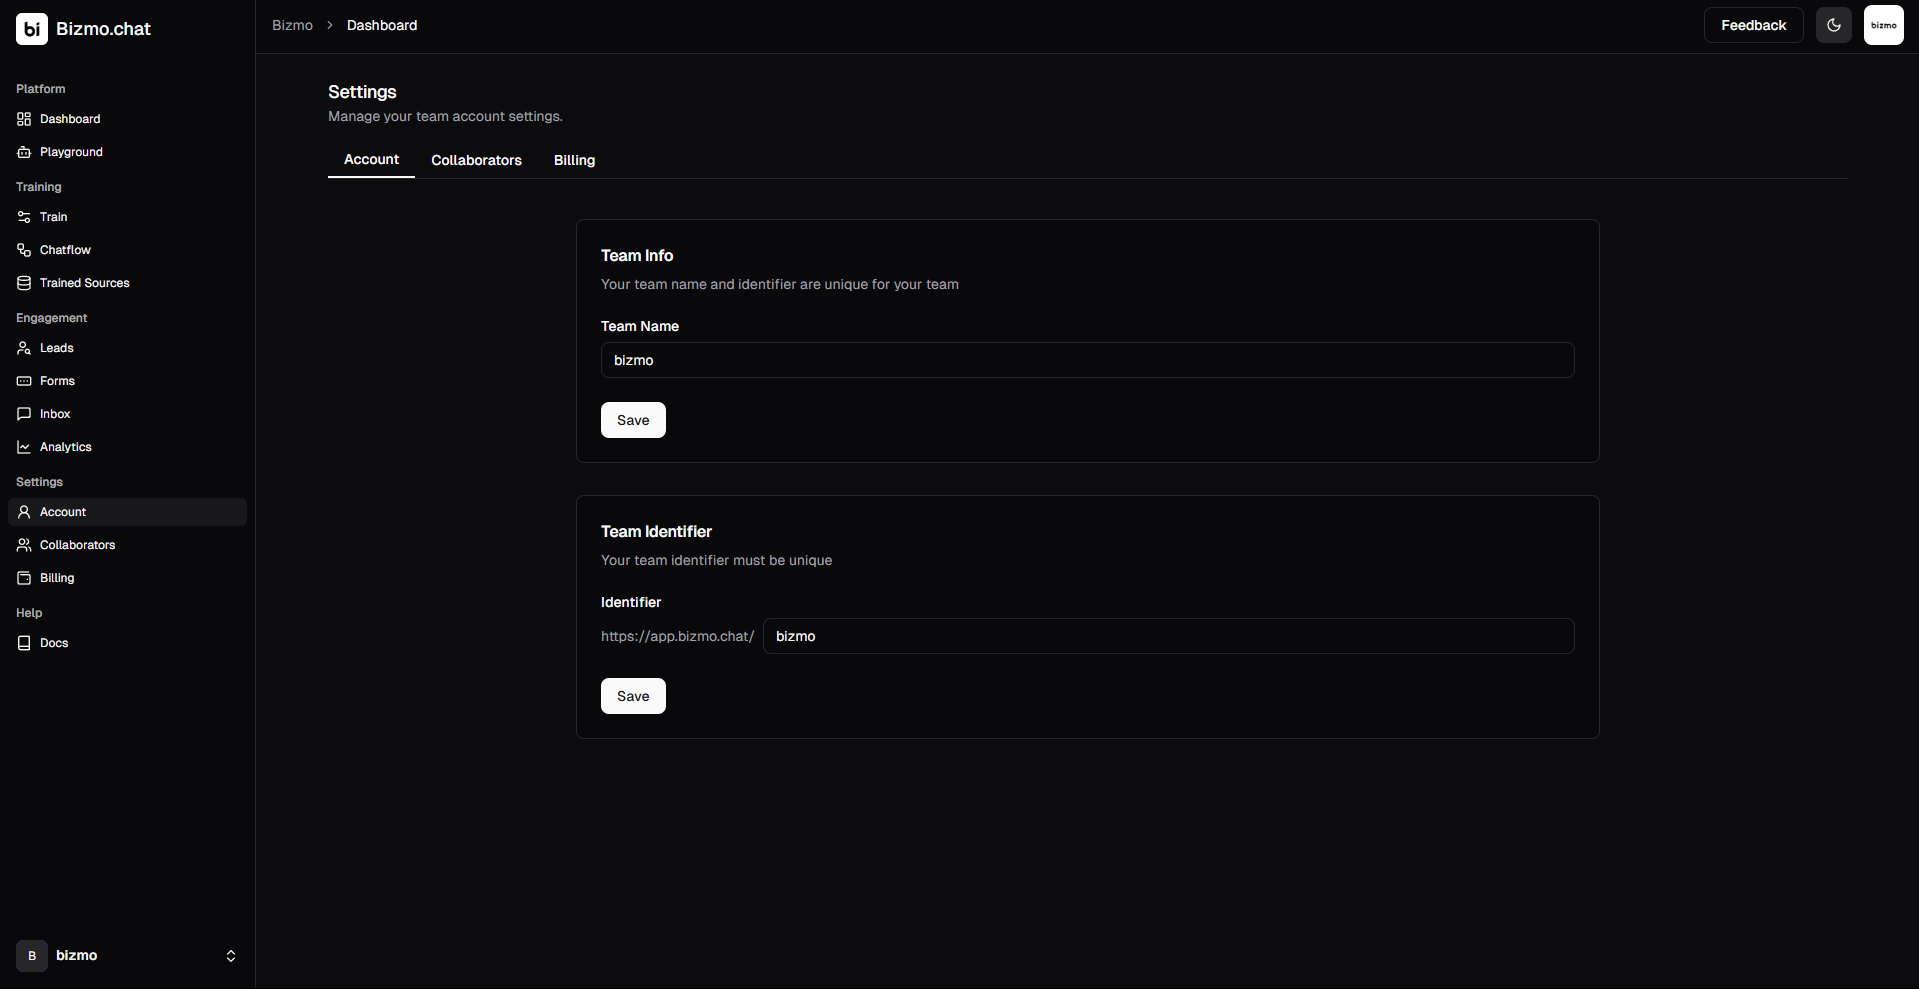 bi Bizmo.chat
Bizmo > Dashboard
Feedback
bizmo
Platform
Dashboard
Playground
Training
Train
Chatflow
Trained Sources
Engagement
Leads
Forms
Inbox
Analytics
Settings
Account
Collaborators
Billing
Help
Docs
B bizmo
Settings
Manage your team account settings.
Account Collaborators Billing
Team Info
Your team name and identifier are unique for your team
Team Name
bizmo
Save
Team Identifier
Your team identifier must be unique
Identifier
https://app.bizmo.chat/ bizmo
Save